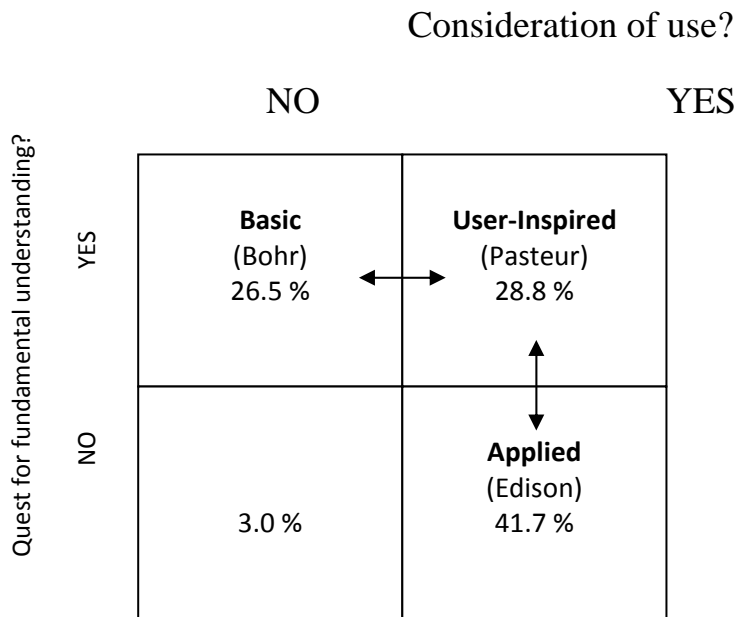 Consideration of use?
NO YES
Quest for fundamental understanding?
YES
NO
Basic
(Bohr)
26.5 %
User-Inspired
(Pasteur)
28.8 %
3.0 %
Applied
(Edison)
41.7 %